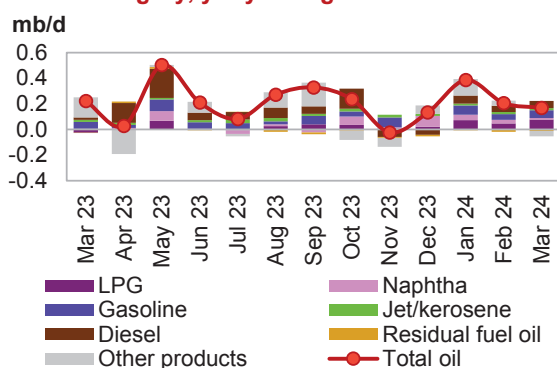 mb/d
0.6
0.4
0.2
0.0
-0.2
-0.4
Mar 23
Apr 23
May 23
Jun 23
Jul 23
Aug 23
Sep 23
Oct 23
Nov 23
Dec 23
Jan 24
Feb 24
Mar 24
LPG
Naphtha
Gasoline
Jet/kerosene
Diesel
Residual fuel oil
Other products
Total oil